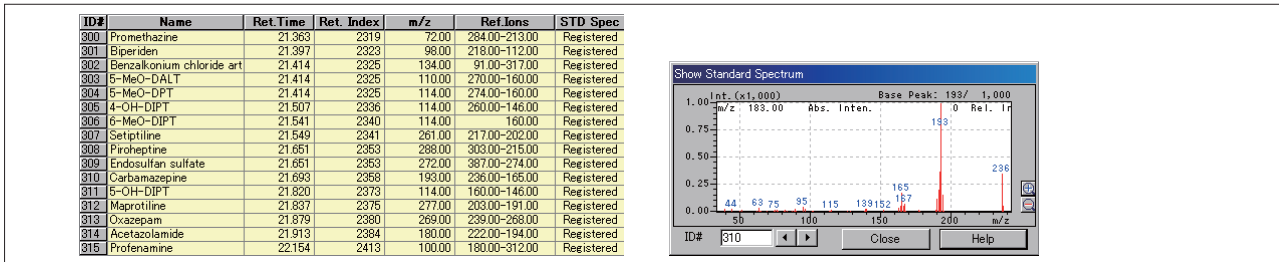 ID# Name Ret.Time Ret. Index m/z Ref.Ions STD Spec
300 Promethazine 21.363 2319 72.00 284.00-213.00 Registered
301 Biperiden 21.397 2323 98.00 218.00-112.00 Registered
302 Benzalkonium chloride art 21.414 2325 134.00 91.00-317.00 Registered
303 5-MeO-DALT 21.414 2325 110.00 270.00-160.00 Registered
304 5-MeO-DPT 21.414 2325 114.00 274.00-160.00 Registered
305 4-OH-DIPT 21.507 2336 114.00 260.00-146.00 Registered
306 6-MeO-DIPT 21.541 2340 114.00 160.00 Registered
307 Setiptiline 21.549 2341 261.00 217.00-202.00 Registered
308 Piroheptine 21.651 2353 288.00 303.00-215.00 Registered
309 Endosulfan sulfate 21.651 2353 272.00 387.00-274.00 Registered
310 Carbamazepine 21.693 2358 193.00 236.00-165.00 Registered
311 5-OH-DIPT 21.820 2373 114.00 160.00-146.00 Registered
312 Maprotiline 21.837 2375 277.00 203.00-191.00 Registered
313 Oxazepam 21.879 2380 269.00 239.00-268.00 Registered
314 Acetazolamide 21.913 2384 180.00 222.00-194.00 Registered
315 Profenamine 22.154 2413 100.00 180.00-312.00 Registered
Show Standard Spectrum
Int.(x1,000) Base Peak: 193/ 1,000
1.00 m/z 183.00 Abs. Inten. 0 Rel. In
193
0.75
0.50
236
0.25
165
167
44 63 75 95 115 139 152
0.00
50 100 150 200 m/z
ID# 310 Close Help